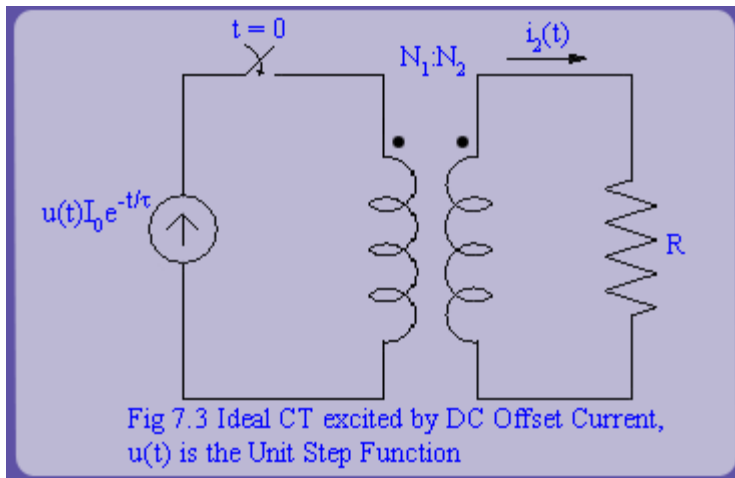 t = 0
i₂(t)
N₁:N₂
u(t)I₀e^(-t/τ)
R
Fig 7.3 Ideal CT excited by DC Offset Current,
u(t) is the Unit Step Function